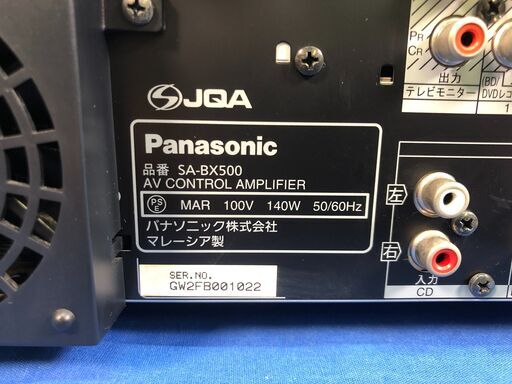 PR
CR
出力
テレビモニター
BD/
DVDレコ
1
JQA
Panasonic
品番 SA-BX500
AV CONTROL AMPLIFIER
PSE MAR 100V 140W 50/60Hz
パナソニック株式会社
マレーシア製
SER.NO.
GW2FB001022
左
右
入力
CD